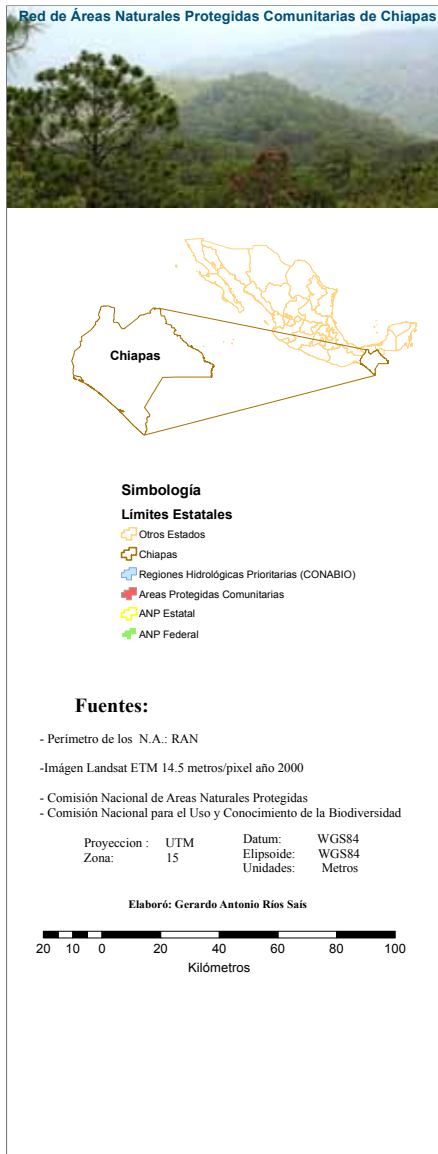 Red de Áreas Naturales Protegidas Comunitarias de Chiapas
Chiapas
Simbología
Límites Estatales
Otros Estados
Chiapas
Regiones Hidrológicas Prioritarias (CONABIO)
Areas Protegidas Comunitarias
ANP Estatal
ANP Federal
Fuentes:
- Perímetro de los N.A.: RAN
-Imágen Landsat ETM 14.5 metros/pixel año 2000
- Comisión Nacional de Areas Naturales Protegidas
- Comisión Nacional para el Uso y Conocimiento de la Biodiversidad
Proyeccion : UTM Datum: WGS84
Zona: 15 Elipsoide: WGS84
Unidades: Metros
Elaboró: Gerardo Antonio Ríos Saís
20 10 0 20 40 60 80 100
Kilómetros